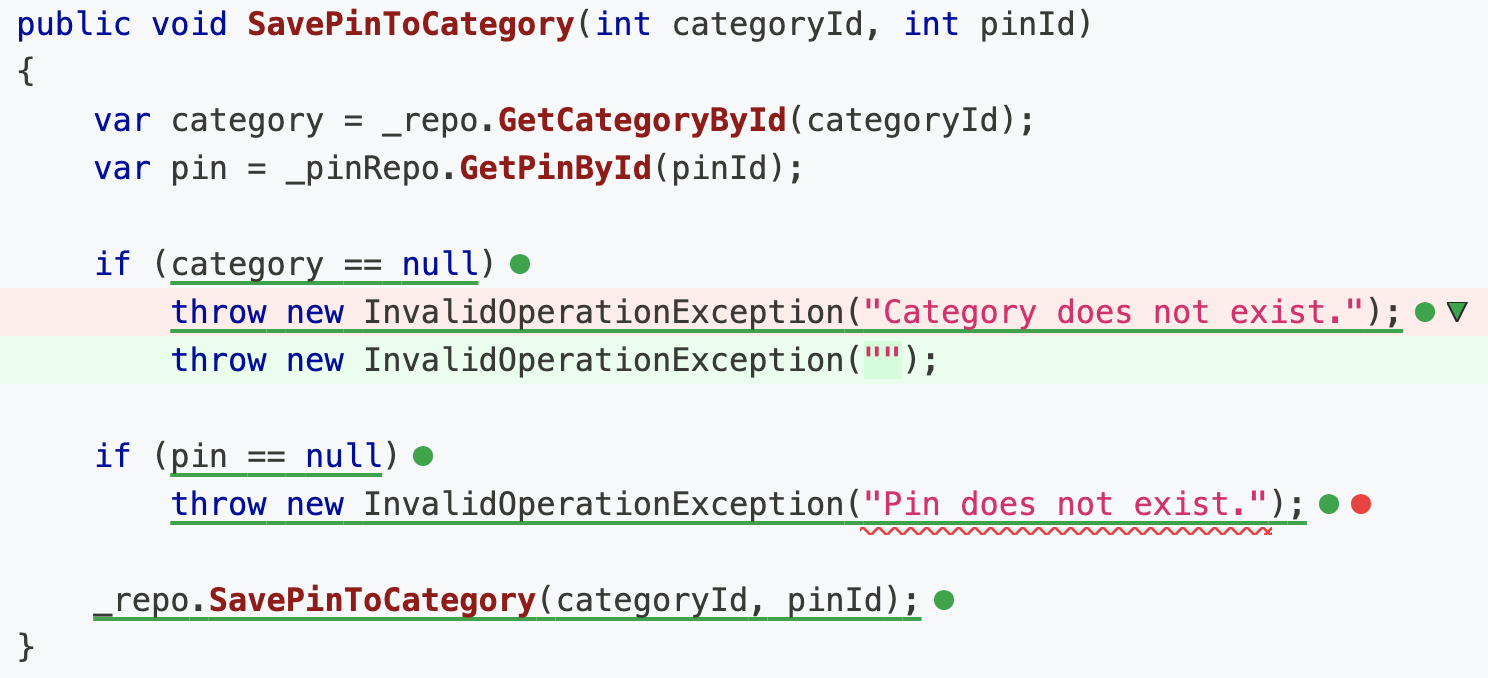 public void SavePinToCategory(int categoryId, int pinId)
{
    var category = _repo.GetCategoryById(categoryId);
    var pin = _pinRepo.GetPinById(pinId);

    if (category == null)
        throw new InvalidOperationException("Category does not exist.");
        throw new InvalidOperationException("");

    if (pin == null)
        throw new InvalidOperationException("Pin does not exist.");

    _repo.SavePinToCategory(categoryId, pinId);
}